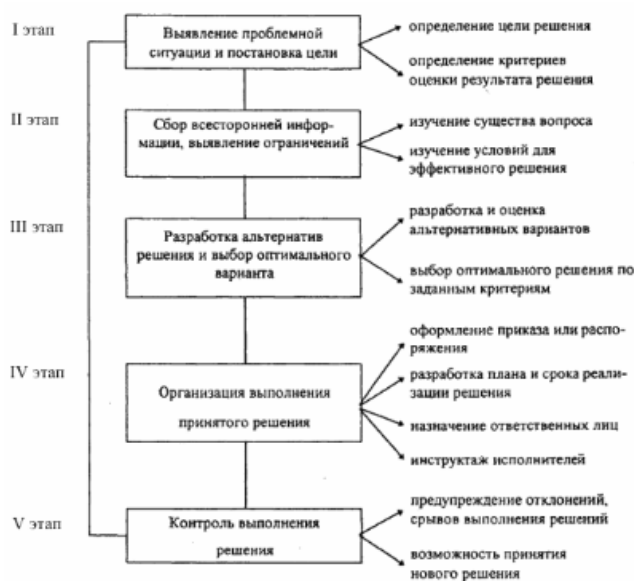 I этап
Выявление проблемной
ситуации и постановка цели
определение цели решения
определение критериев
оценки результата решения
II этап
Сбор всесторонней инфор-
мации, выявление ограничений
изучение существа вопроса
изучение условий для
эффективного решения
III этап
Разработка альтернатив
решения и выбор оптимального
варианта
разработка и оценка
альтернативных вариантов
выбор оптимального решения по
заданным критериям
IV этап
Организация выполнения
принятого решения
оформление приказа или распо-
ряжения
разработка плана и срока реали-
зации решения
назначение ответственных лиц
инструктаж исполнителей
V этап
Контроль выполнения
решения
предупреждение отклонений,
срывов выполнения решений
возможность принятия
нового решения